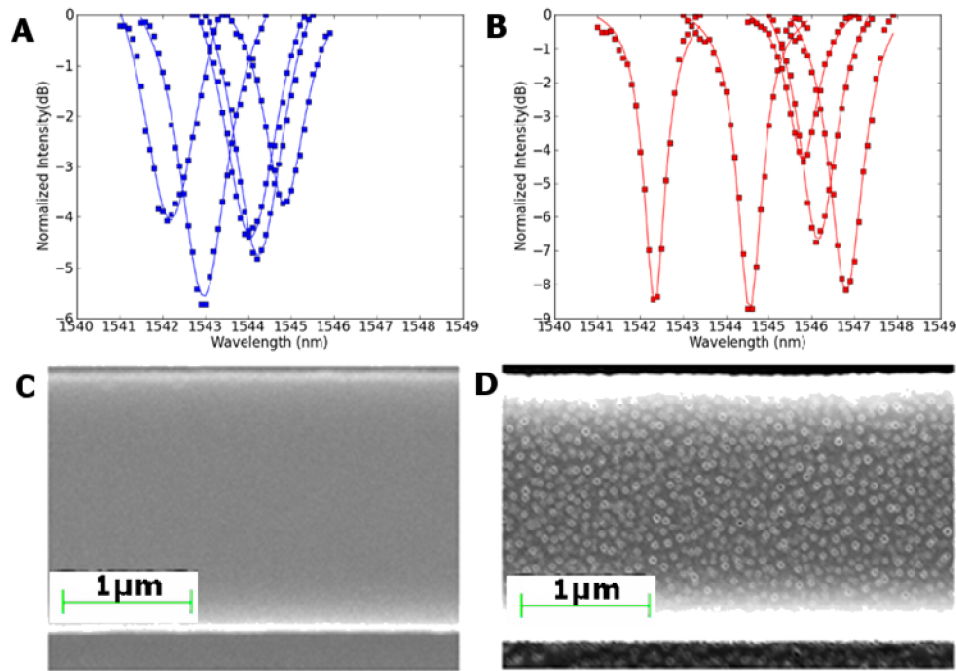 A
0
−1
−2
−3
−4
−5
−6
Normalized Intensity(dB)
1540 1541 1542 1543 1544 1545 1546 1547 1548 1549
Wavelength (nm)
B
0
−1
−2
−3
−4
−5
−6
−7
−8
−9
Normalized Intensity(dB)
1540 1541 1542 1543 1544 1545 1546 1547 1548 1549
Wavelength (nm)
C
1μm
D
1μm